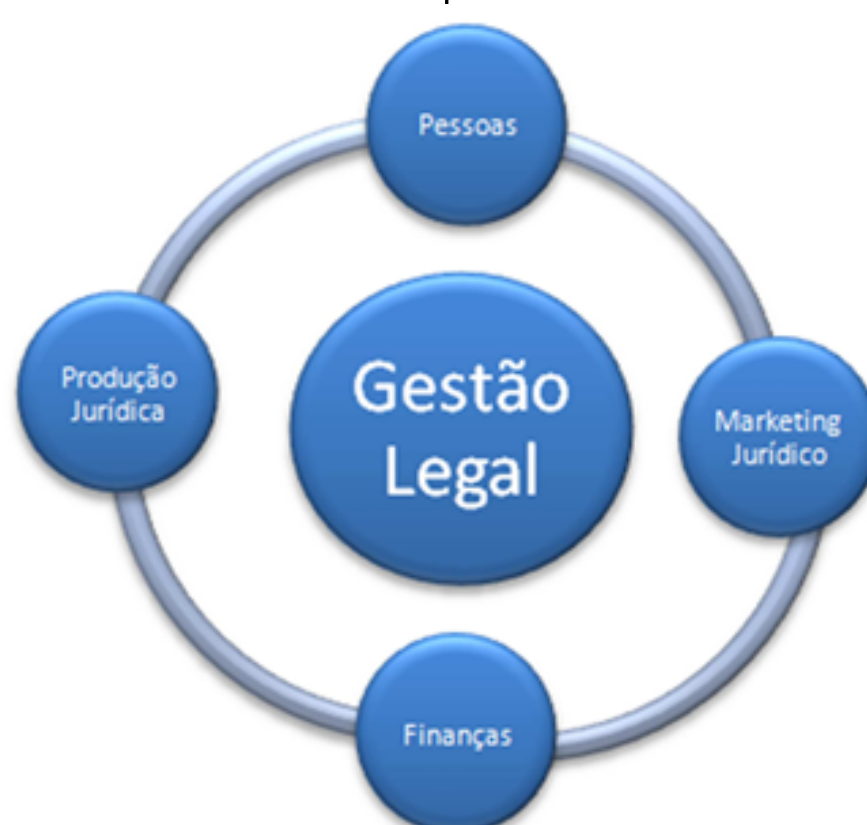 Pessoas
Produção
Jurídica
Gestão
Legal
Marketing
Jurídico
Finanças